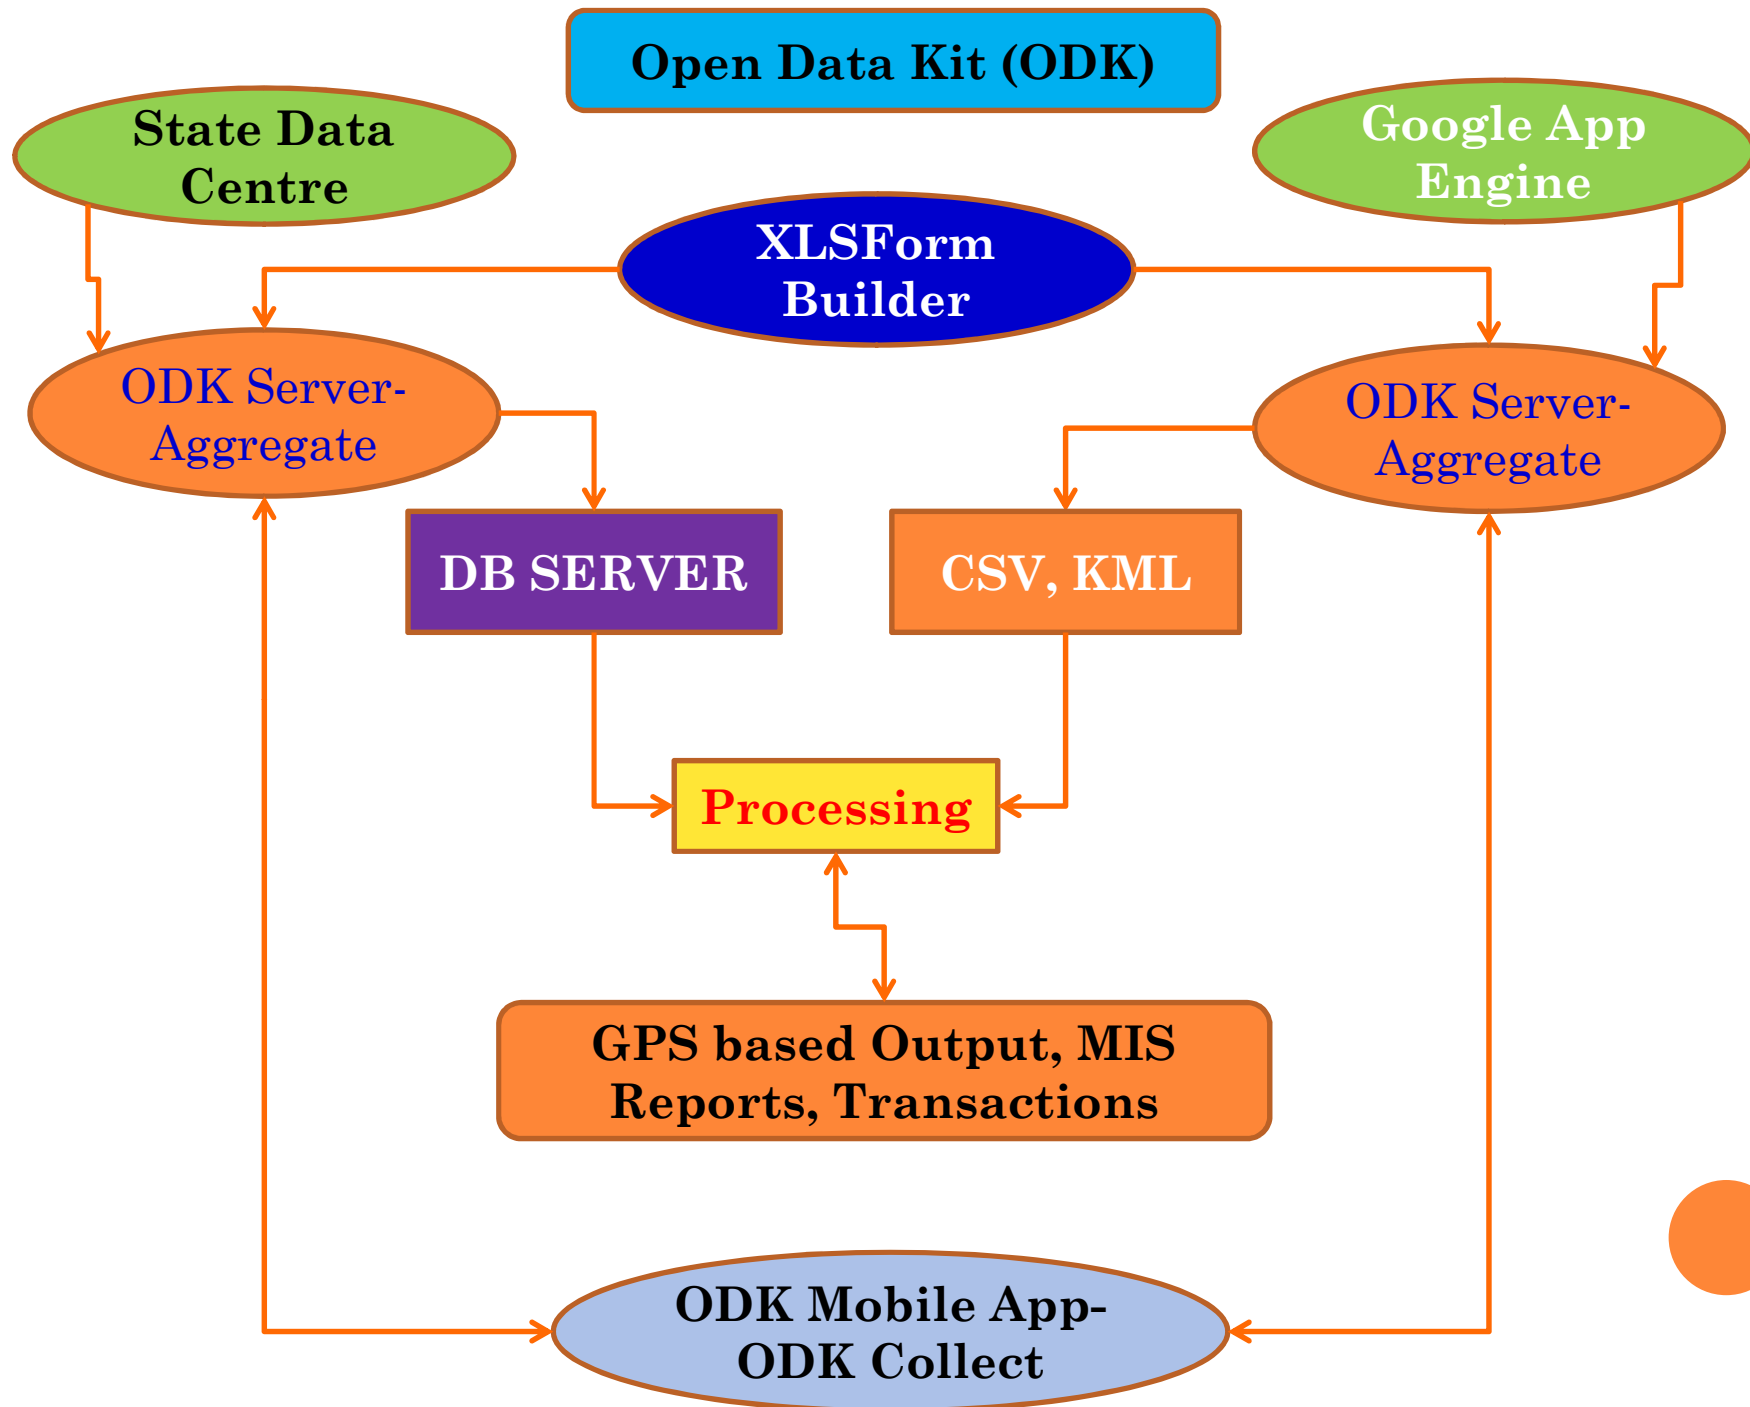 Open Data Kit (ODK)
State Data
Centre
Google App
Engine
XLSForm
Builder
ODK Server-
Aggregate
ODK Server-
Aggregate
DB SERVER
CSV, KML
Processing
GPS based Output, MIS
Reports, Transactions
ODK Mobile App-
ODK Collect